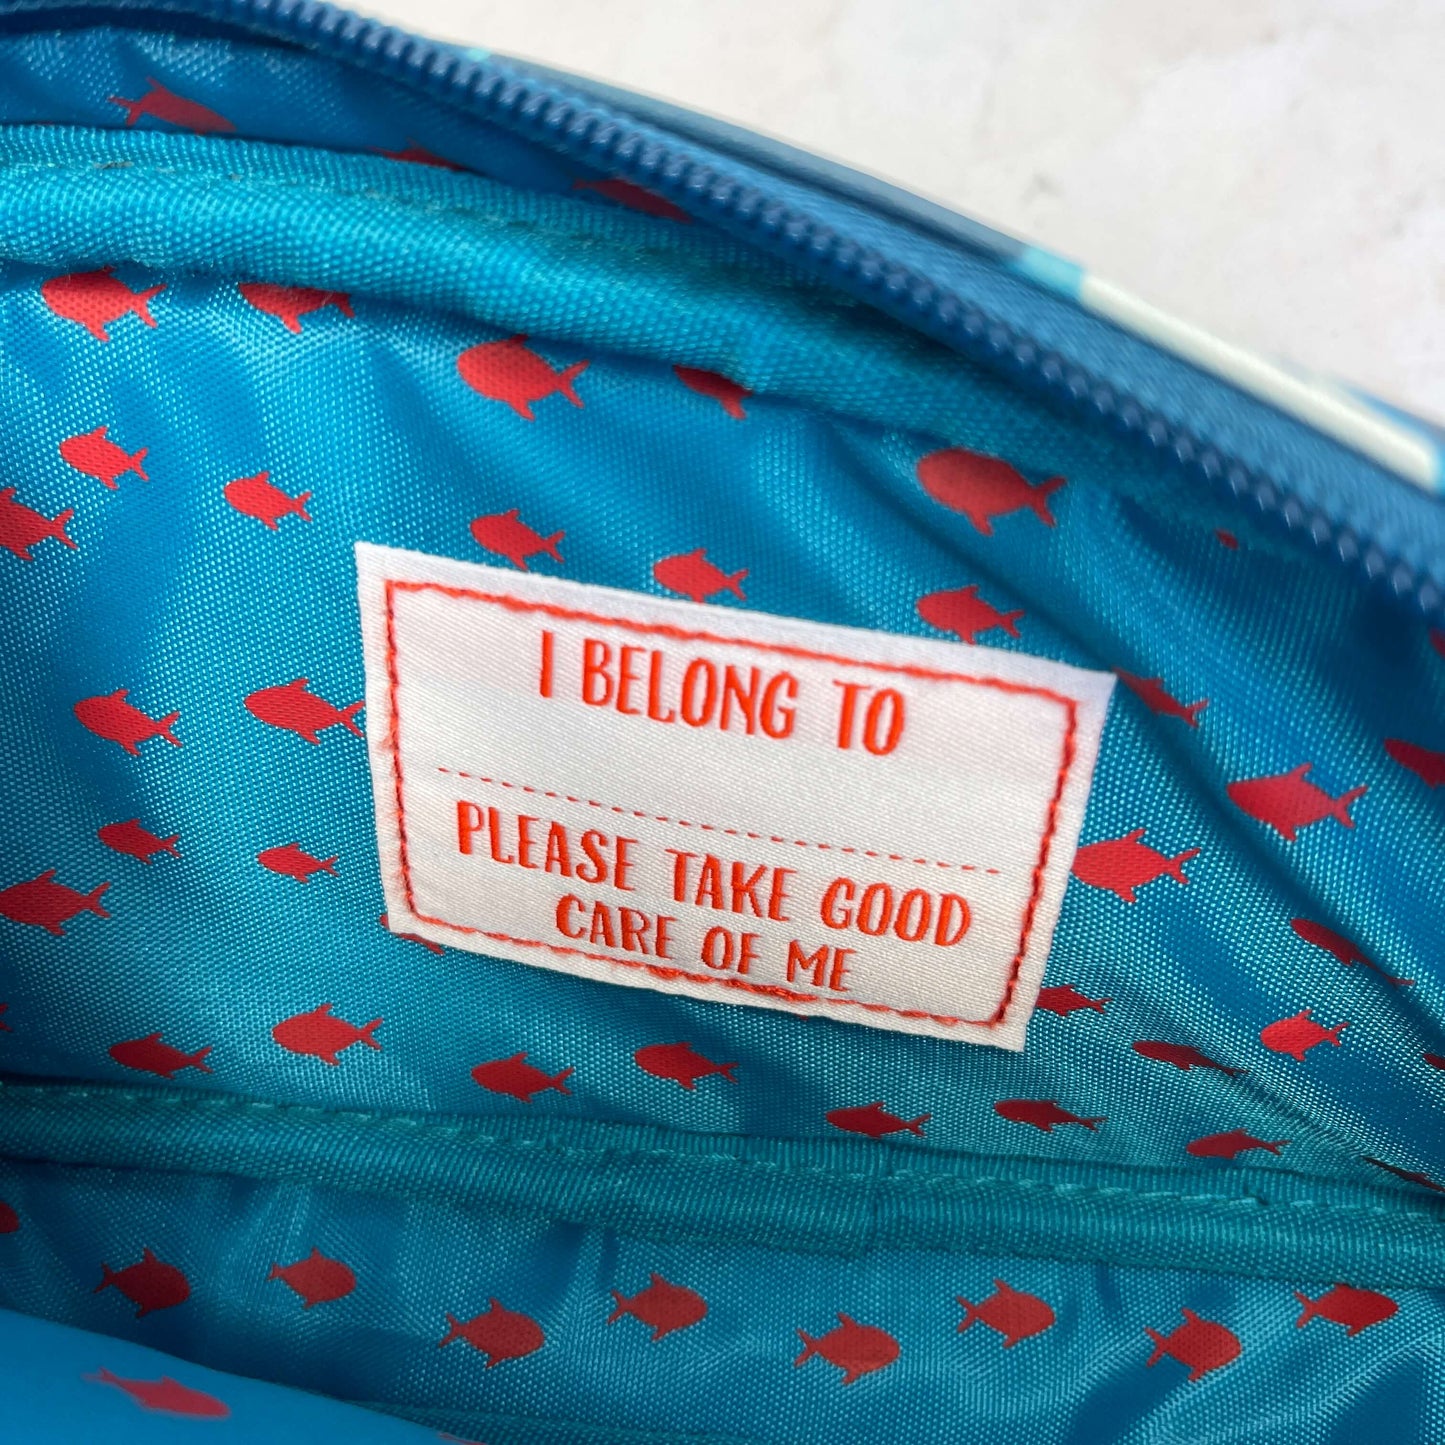 I BELONG TO
PLEASE TAKE GOOD
CARE OF ME